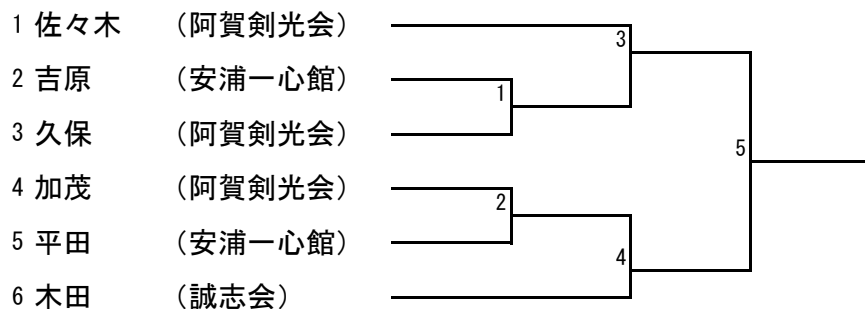 1 佐々木 （阿賀剣光会）
2 吉原 （安浦一心館）
3 久保 （阿賀剣光会）
4 加茂 （阿賀剣光会）
5 平田 （安浦一心館）
6 木田 （誠志会）
3
1
5
2
4